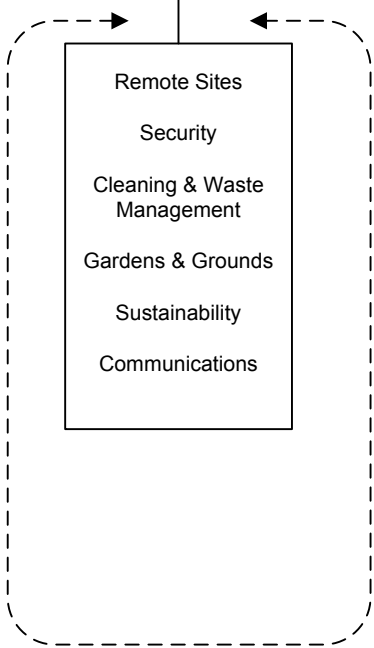 Remote Sites
Security
Cleaning & Waste
Management
Gardens & Grounds
Sustainability
Communications